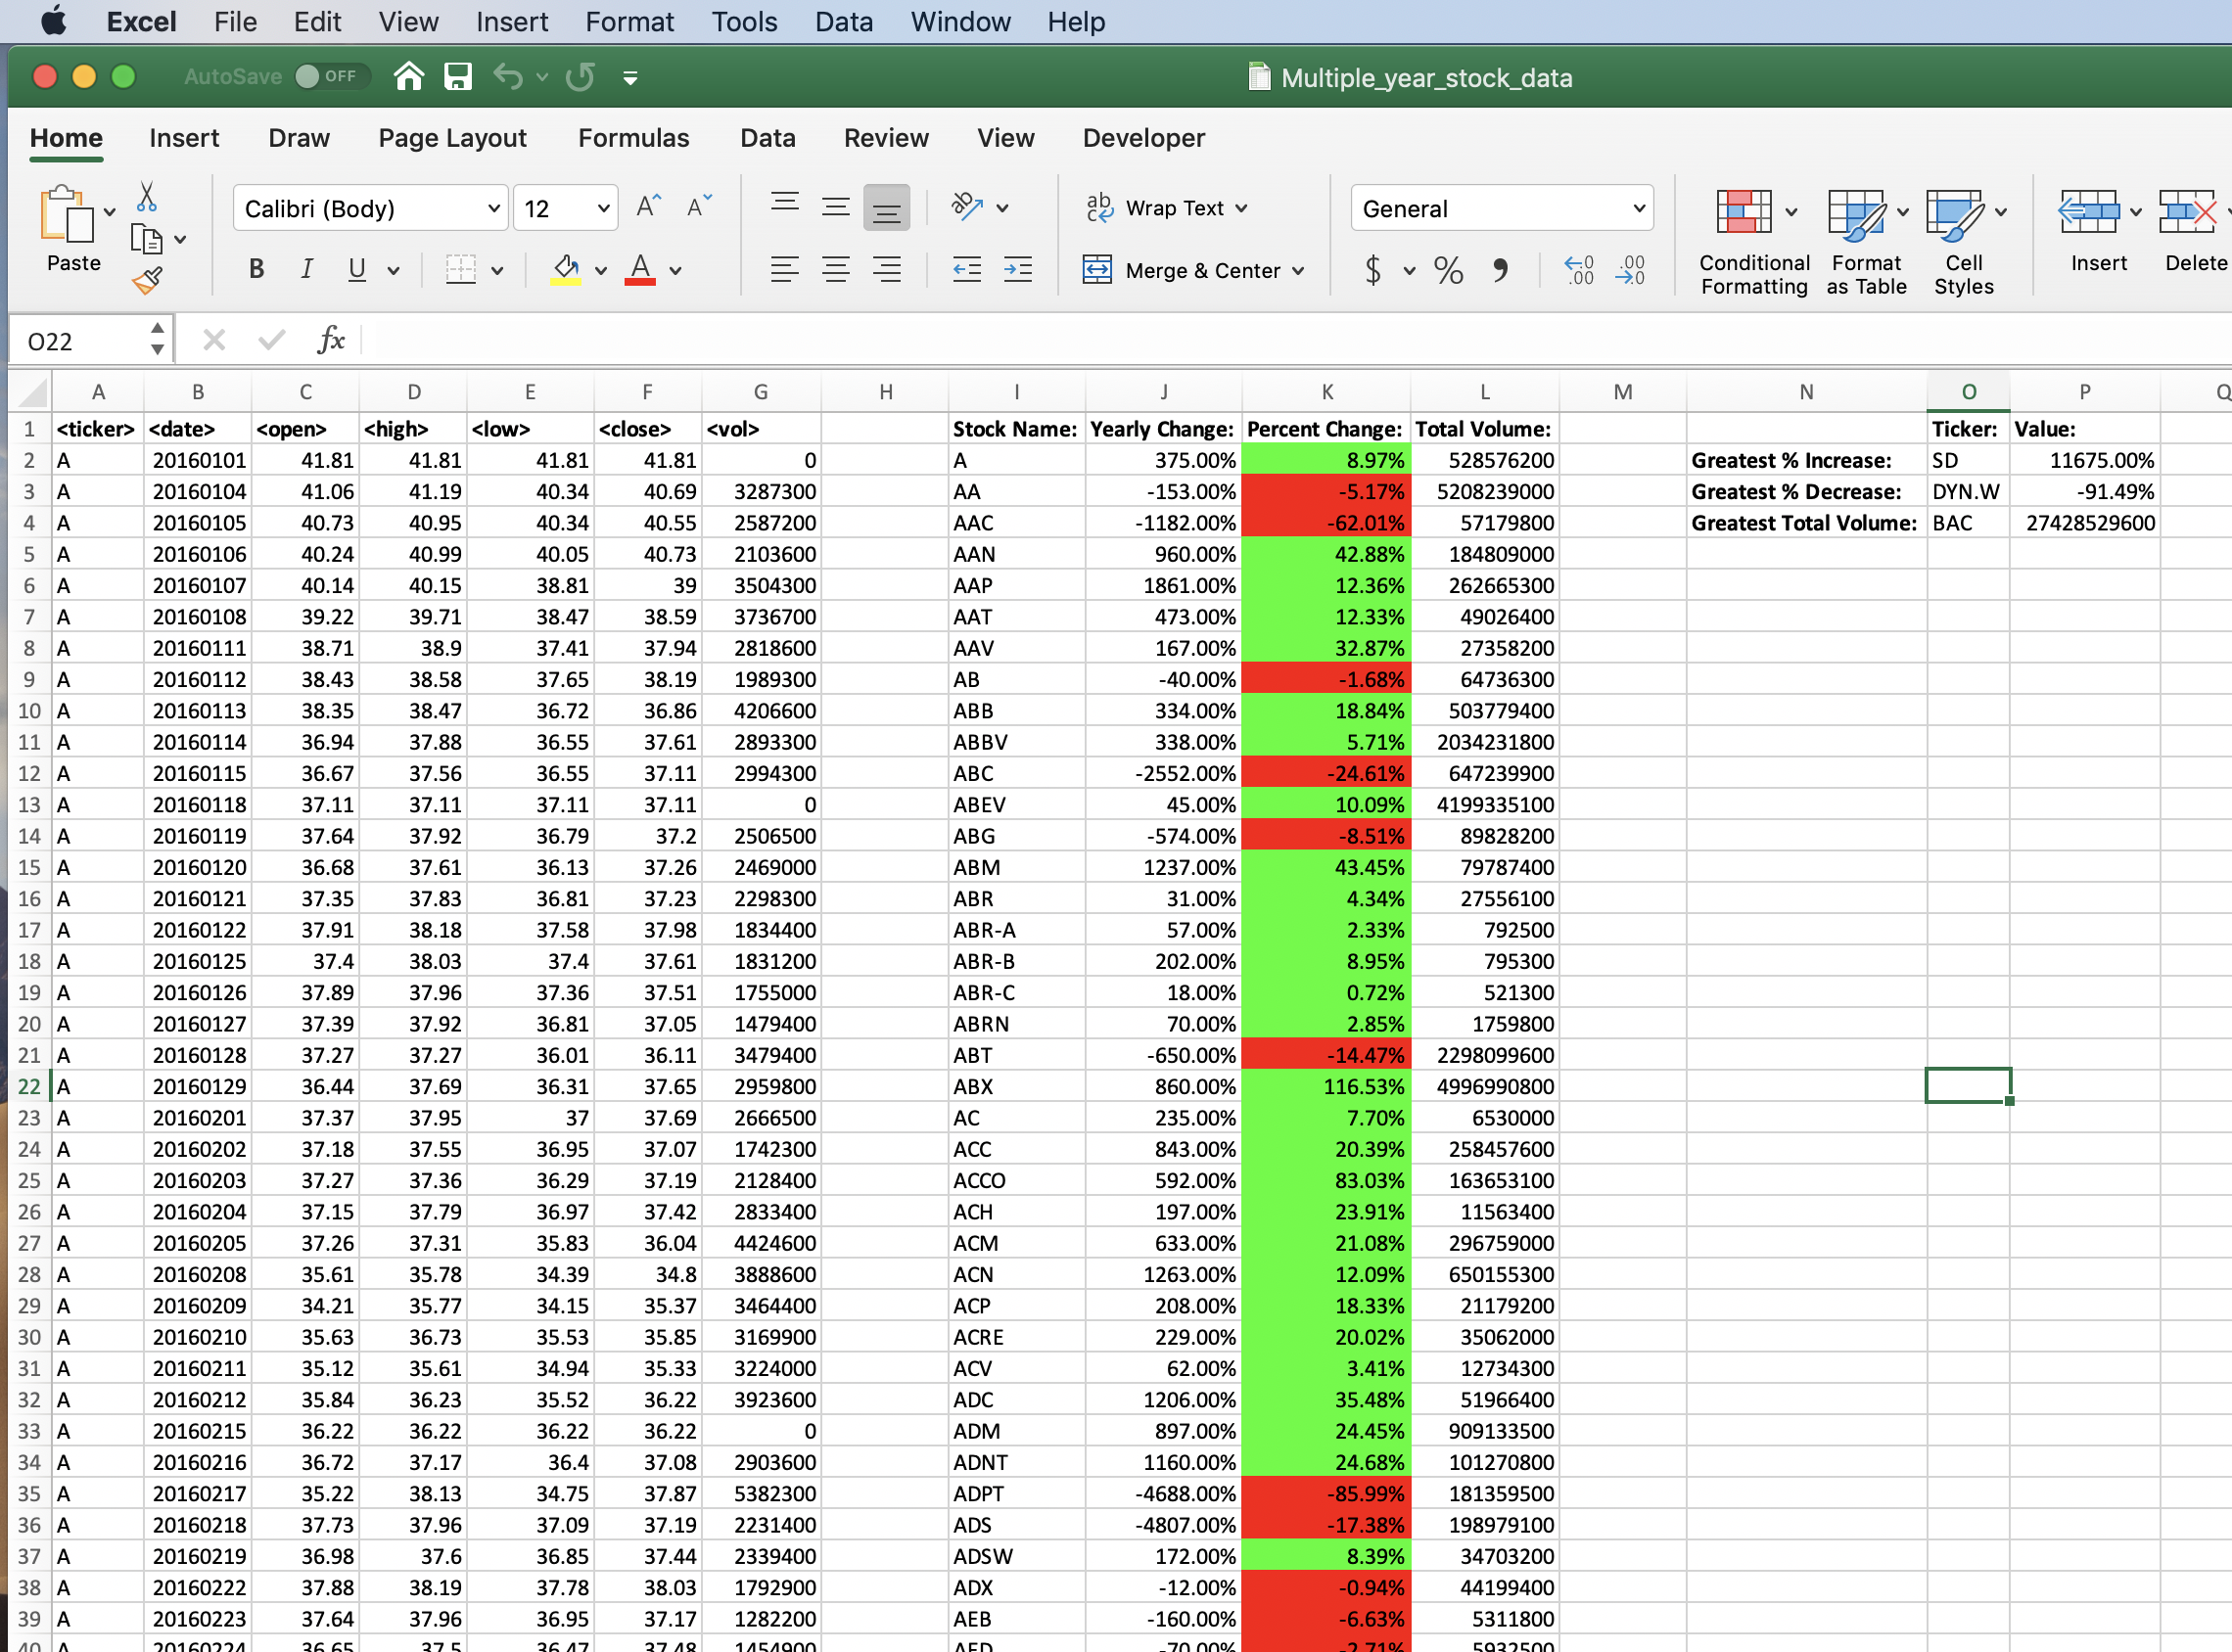 Excel File Edit View Insert Format Tools Data Window Help
AutoSave OFF Multiple_year_stock_data
Home Insert Draw Page Layout Formulas Data Review View Developer
Paste Calibri (Body) 12 A A ab Wrap Text General Conditional Formatting Format as Table Cell Styles Insert Delete
B I U A Merge & Center $ % 9 .00 .00
O22 fx
A B C D E F G H I J K L M N O P Q
1 <ticker> <date> <open> <high> <low> <close> <vol> Stock Name: Yearly Change: Percent Change: Total Volume: Ticker: Value:
2 A 20160101 41.81 41.81 41.81 41.81 0 A 375.00% 8.97% 528576200 Greatest % Increase: SD 11675.00%
3 A 20160104 41.06 41.19 40.34 40.69 3287300 AA -153.00% -5.17% 5208239000 Greatest % Decrease: DYN.W -91.49%
4 A 20160105 40.73 40.95 40.34 40.55 2587200 AAC -1182.00% -62.01% 57179800 Greatest Total Volume: BAC 27428529600
5 A 20160106 40.24 40.99 40.05 40.73 2103600 AAN 960.00% 42.88% 184809000
6 A 20160107 40.14 40.15 38.81 39 3504300 AAP 1861.00% 12.36% 262665300
7 A 20160108 39.22 39.71 38.47 38.59 3736700 AAT 473.00% 12.33% 49026400
8 A 20160111 38.71 38.9 37.41 37.94 2818600 AAV 167.00% 32.87% 27358200
9 A 20160112 38.43 38.58 37.65 38.19 1989300 AB -40.00% -1.68% 64736300
10 A 20160113 38.35 38.47 36.72 36.86 4206600 ABB 334.00% 18.84% 503779400
11 A 20160114 36.94 37.88 36.55 37.61 2893300 ABBV 338.00% 5.71% 2034231800
12 A 20160115 36.67 37.56 36.55 37.11 2994300 ABC -2552.00% -24.61% 647239900
13 A 20160118 37.11 37.11 37.11 37.11 0 ABEV 45.00% 10.09% 4199335100
14 A 20160119 37.64 37.92 36.79 37.2 2506500 ABG -574.00% -8.51% 89828200
15 A 20160120 36.68 37.61 36.13 37.26 2469000 ABM 1237.00% 43.45% 79787400
16 A 20160121 37.35 37.83 36.81 37.23 2298300 ABR 31.00% 4.34% 27556100
17 A 20160122 37.91 38.18 37.58 37.98 1834400 ABR-A 57.00% 2.33% 792500
18 A 20160125 37.4 38.03 37.4 37.61 1831200 ABR-B 202.00% 8.95% 795300
19 A 20160126 37.89 37.96 37.36 37.51 1755000 ABR-C 18.00% 0.72% 521300
20 A 20160127 37.39 37.92 36.81 37.05 1479400 ABRN 70.00% 2.85% 1759800
21 A 20160128 37.27 37.27 36.01 36.11 3479400 ABT -650.00% -14.47% 2298099600
22 A 20160129 36.44 37.69 36.31 37.65 2959800 ABX 860.00% 116.53% 4996990800
23 A 20160201 37.37 37.95 37 37.69 2666500 AC 235.00% 7.70% 6530000
24 A 20160202 37.18 37.55 36.95 37.07 1742300 ACC 843.00% 20.39% 258457600
25 A 20160203 37.27 37.36 36.29 37.19 2128400 ACCO 592.00% 83.03% 163653100
26 A 20160204 37.15 37.79 36.97 37.42 2833400 ACH 197.00% 23.91% 11563400
27 A 20160205 37.26 37.31 35.83 36.04 4424600 ACM 633.00% 21.08% 296759000
28 A 20160208 35.61 35.78 34.39 34.8 3888600 ACN 1263.00% 12.09% 650155300
29 A 20160209 34.21 35.77 34.15 35.37 3464400 ACP 208.00% 18.33% 21179200
30 A 20160210 35.63 36.73 35.53 35.85 3169900 ACRE 229.00% 20.02% 35062000
31 A 20160211 35.12 35.61 34.94 35.33 3224000 ACV 62.00% 3.41% 12734300
32 A 20160212 35.84 36.23 35.52 36.22 3923600 ADC 1206.00% 35.48% 51966400
33 A 20160215 36.22 36.22 36.22 36.22 0 ADM 897.00% 24.45% 909133500
34 A 20160216 36.72 37.17 36.4 37.08 2903600 ADNT 1160.00% 24.68% 101270800
35 A 20160217 35.22 38.13 34.75 37.87 5382300 ADPT -4688.00% -85.99% 181359500
36 A 20160218 37.73 37.96 37.09 37.19 2231400 ADS -4807.00% -17.38% 198979100
37 A 20160219 36.98 37.6 36.85 37.44 2339400 ADSW 172.00% 8.39% 34703200
38 A 20160222 37.88 38.19 37.78 38.03 1792900 ADX -12.00% -0.94% 44199400
39 A 20160223 37.64 37.96 36.95 37.17 1282200 AEB -160.00% -6.63% 5311800
40 A 20160224 36.65 37.5 36.47 37.48 1454900 AED -70.00% -2.71% 5932500